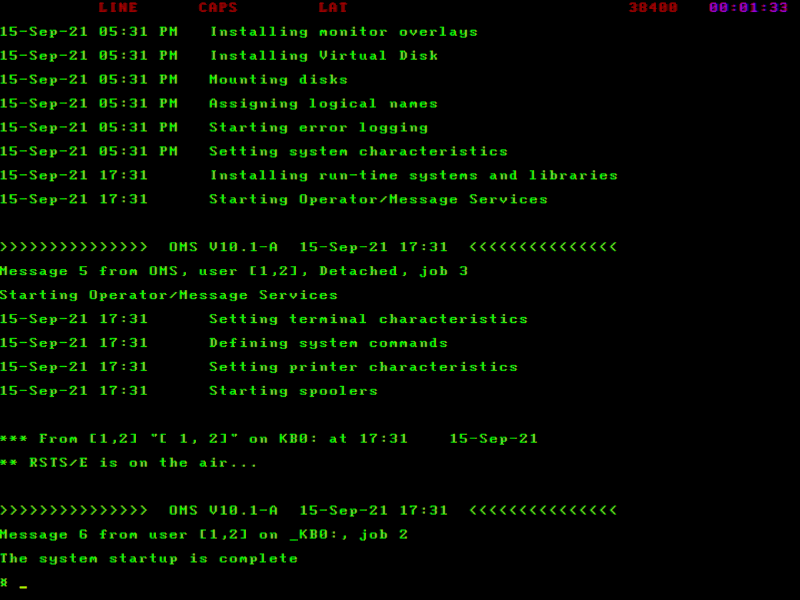 LINE CAPS LAT 38400 00:01:33
15-Sep-21 05:31 PM Installing monitor overlays
15-Sep-21 05:31 PM Installing Virtual Disk
15-Sep-21 05:31 PM Mounting disks
15-Sep-21 05:31 PM Assigning logical names
15-Sep-21 05:31 PM Starting error logging
15-Sep-21 05:31 PM Setting system characteristics
15-Sep-21 17:31 Installing run-time systems and libraries
15-Sep-21 17:31 Starting Operator/Message Services
>>>>>>>>>>>>>>> OMS V10.1-A 15-Sep-21 17:31 <<<<<<<<<<<<<<<
Message 5 from OMS, user [1,2], Detached, job 3
Starting Operator/Message Services
15-Sep-21 17:31 Setting terminal characteristics
15-Sep-21 17:31 Defining system commands
15-Sep-21 17:31 Setting printer characteristics
15-Sep-21 17:31 Starting spoolers
*** From [1,2] "[ 1, 2]" on KB0: at 17:31 15-Sep-21
** RSTS/E is on the air...
>>>>>>>>>>>>>>> OMS V10.1-A 15-Sep-21 17:31 <<<<<<<<<<<<<<<
Message 6 from user [1,2] on _KB0:, job 2
The system startup is complete